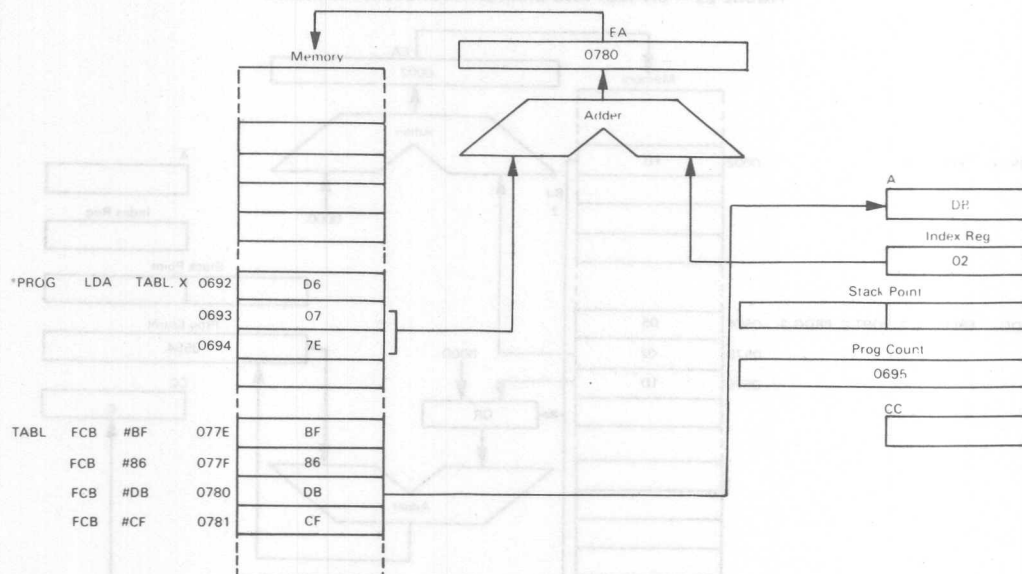 EA
Memory
0780
Adder
A
DB
Index Reg
02
*PROG LDA TABL. X 0692 D6
Stack Point
0693 07
0694 7E
Prog Count
0695
CC
TABL FCB #BF 077E BF
FCB #86 077F 86
FCB #DB 0780 DB
FCB #CF 0781 CF